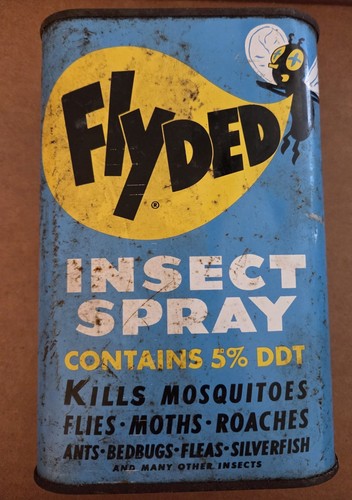 FlyDED
®
INSECT
SPRAY
CONTAINS 5% DDT
KILLS MOSQUITOES
FLIES • MOTHS • ROACHES
ANTS • BEDBUGS • FLEAS • SILVERFISH
AND MANY OTHER INSECTS